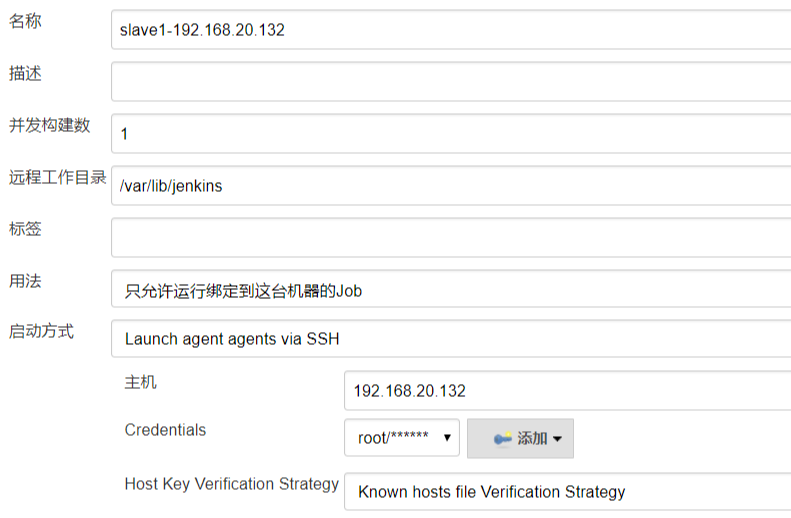 名称 slave1-192.168.20.132
描述
并发构建数 1
远程工作目录 /var/lib/jenkins
标签
用法 只允许运行绑定到这台机器的Job
启动方式 Launch agent agents via SSH
主机 192.168.20.132
Credentials root/****** 添加
Host Key Verification Strategy Known hosts file Verification Strategy